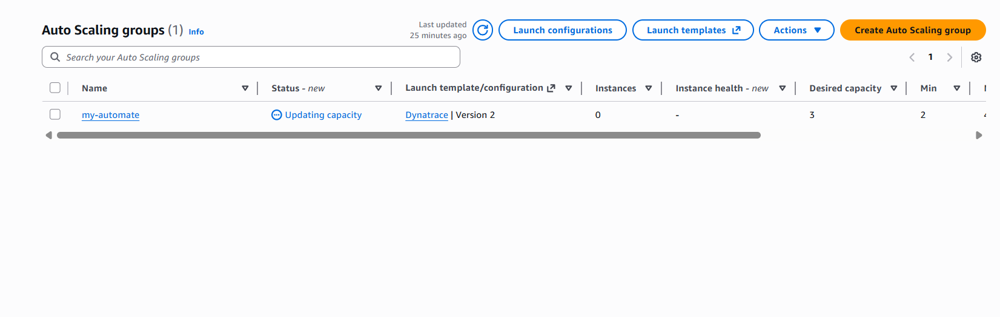 Auto Scaling groups (1) Info
Last updated
25 minutes ago
Launch configurations
Launch templates
Actions
Create Auto Scaling group
Search your Auto Scaling groups
1
Name Status - new Launch template/configuration Instances Instance health - new Desired capacity Min
my-automate Updating capacity Dynatrace | Version 2 0 - 3 2